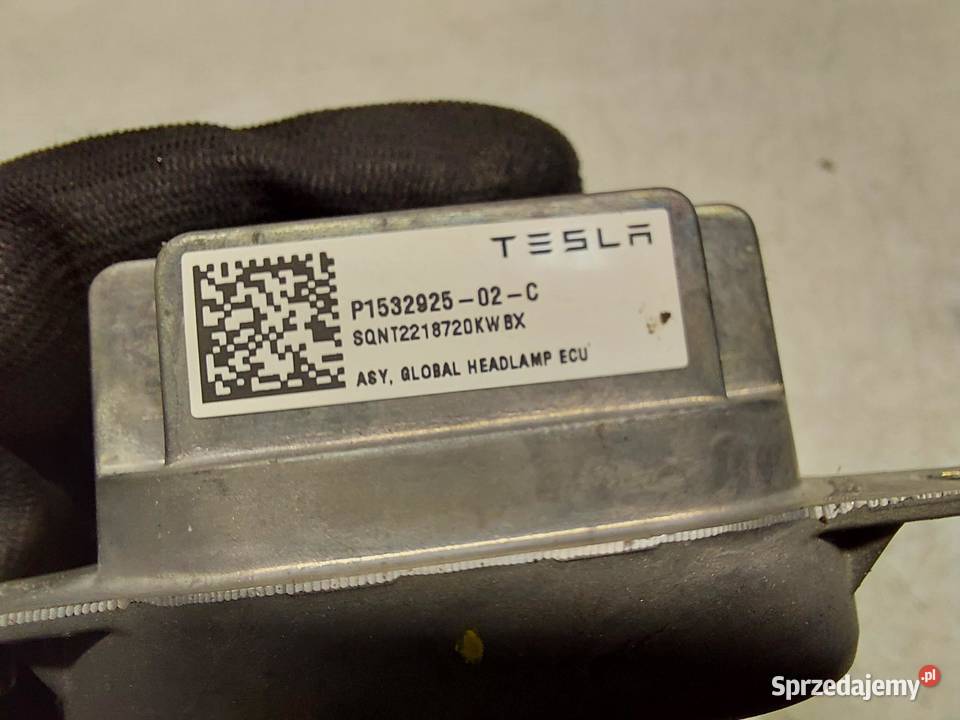 TESLA
P1532925-02-C
SQNT2218720KWBX
ASY, GLOBAL HEADLAMP ECU
Sprzedajemy.pl